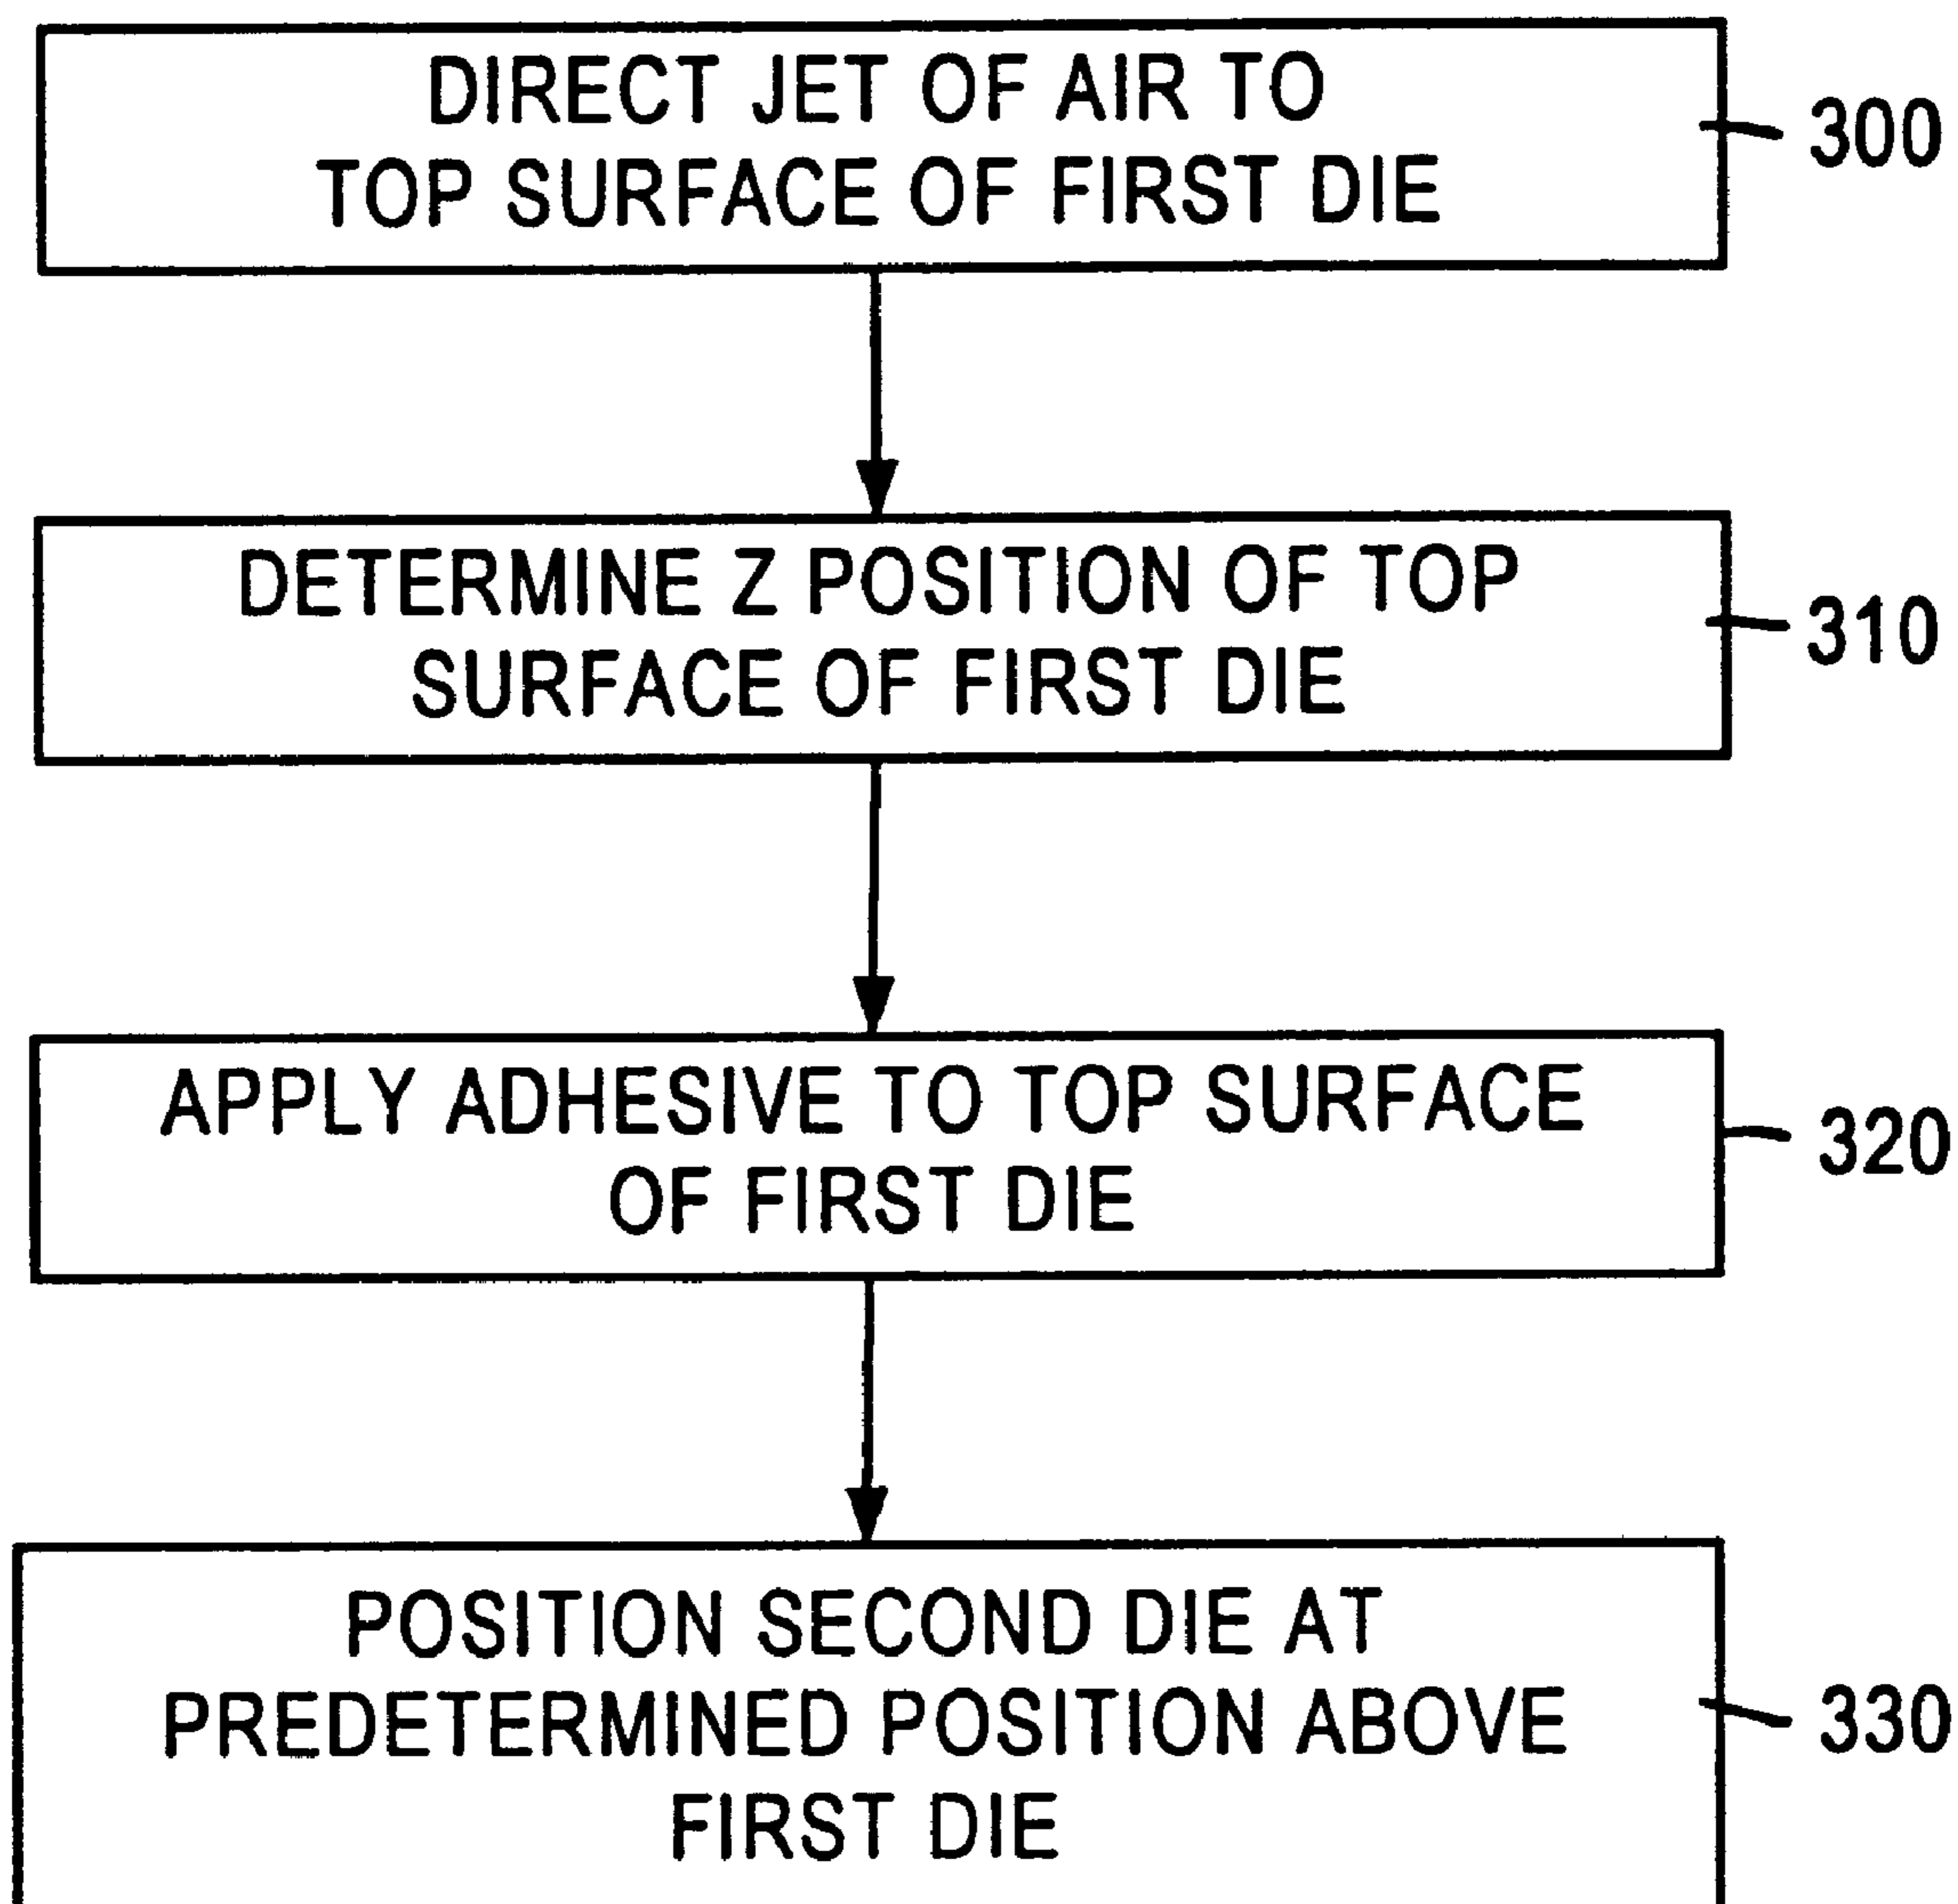 DIRECT JET OF AIR TO
TOP SURFACE OF FIRST DIE
300
DETERMINE Z POSITION OF TOP
SURFACE OF FIRST DIE
310
APPLY ADHESIVE TO TOP SURFACE
OF FIRST DIE
320
POSITION SECOND DIE AT
PREDETERMINED POSITION ABOVE
FIRST DIE
330